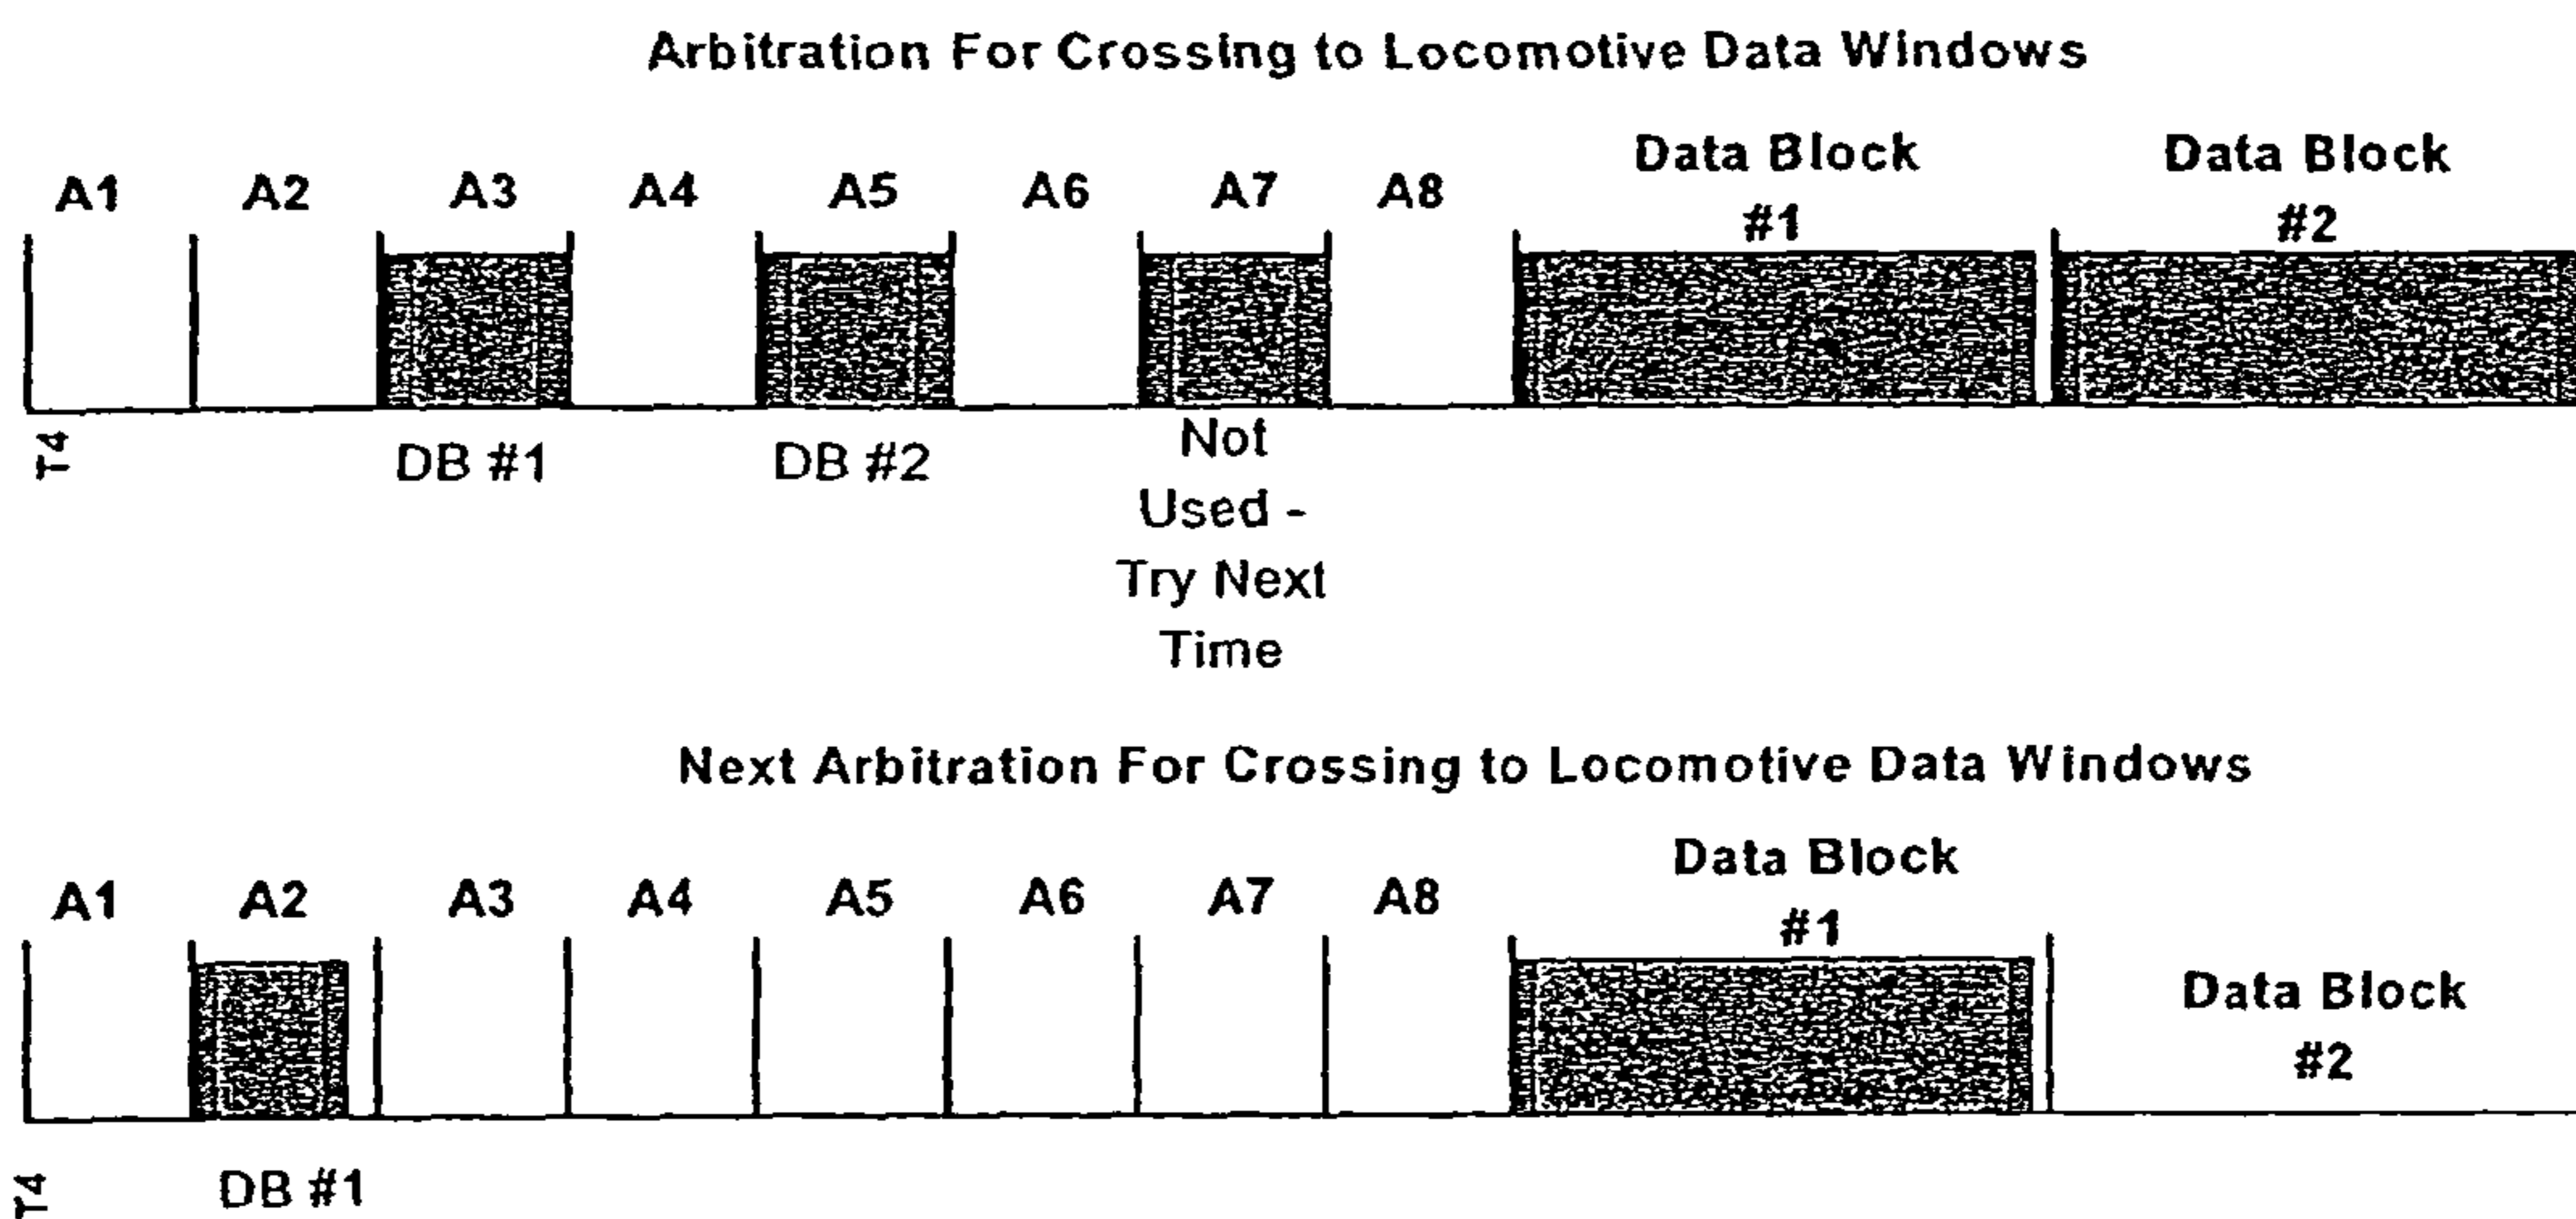 Arbitration For Crossing to Locomotive Data Windows
A1 A2 A3 A4 A5 A6 A7 A8 Data Block #1 Data Block #2
T4
DB #1
DB #2
Not
Used -
Try Next
Time
Next Arbitration For Crossing to Locomotive Data Windows
A1 A2 A3 A4 A5 A6 A7 A8 Data Block #1
Data Block
#2
T4
DB #1